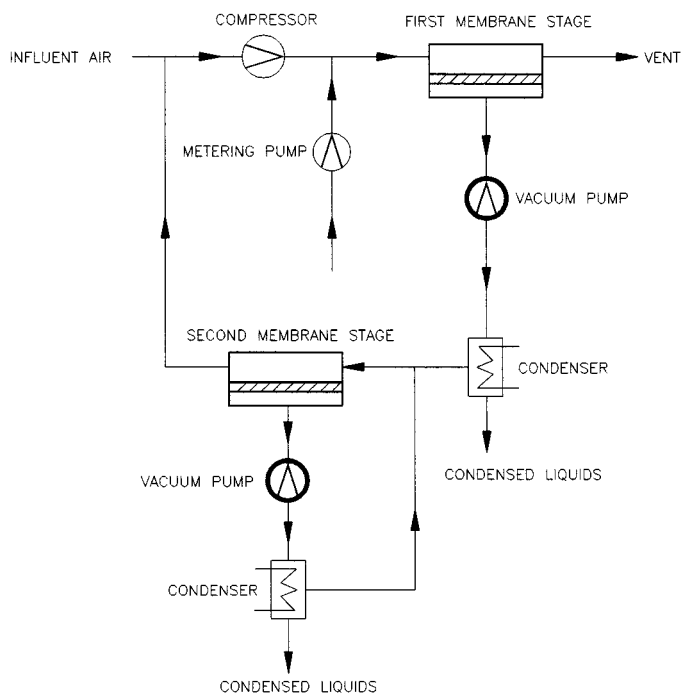 COMPRESSOR
FIRST MEMBRANE STAGE
INFLUENT AIR
VENT
METERING PUMP
VACUUM PUMP
SECOND MEMBRANE STAGE
CONDENSER
CONDENSED LIQUIDS
VACUUM PUMP
CONDENSER
CONDENSED LIQUIDS